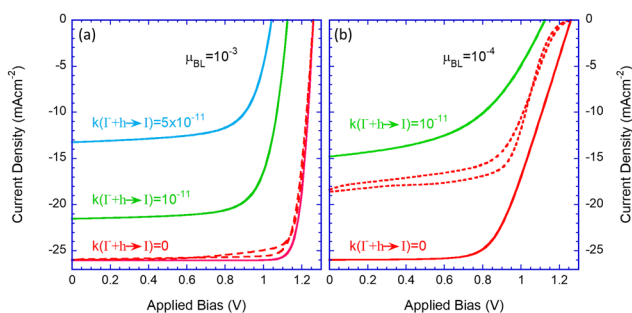 (a)
μBL=10-3
k(I-+h→I)=5x10-11
k(I-+h→I)=10-11
k(I-+h→I)=0
0
-5
-10
-15
-20
-25
Current Density (mAcm-2)
0 0.2 0.4 0.6 0.8 1 1.2
Applied Bias (V)
(b)
μBL=10-4
k(I-+h→I)=10-11
k(I-+h→I)=0
0
-5
-10
-15
-20
-25
Current Density (mAcm-2)
0 0.2 0.4 0.6 0.8 1 1.2
Applied Bias (V)